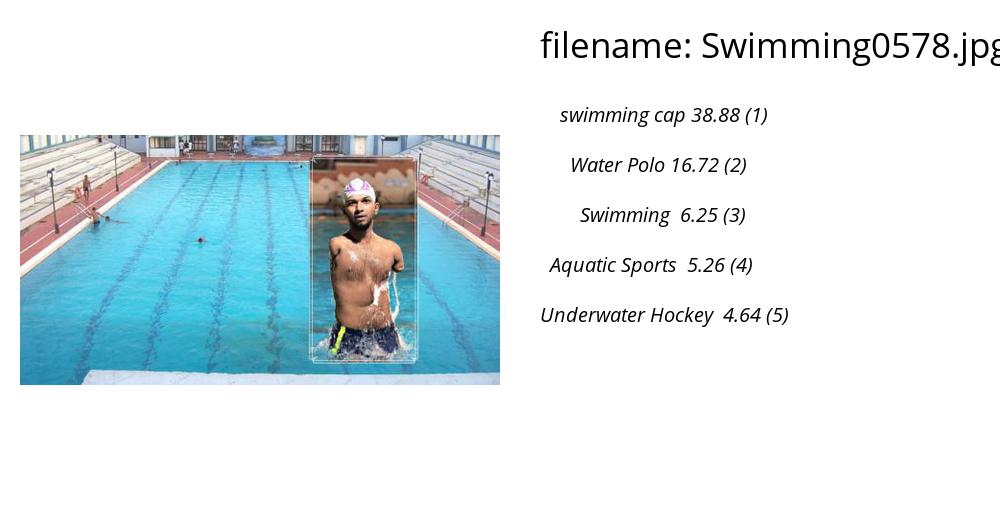 filename: Swimming0578.jpg
swimming cap 38.88 (1)
Water Polo 16.72 (2)
Swimming 6.25 (3)
Aquatic Sports 5.26 (4)
Underwater Hockey 4.64 (5)